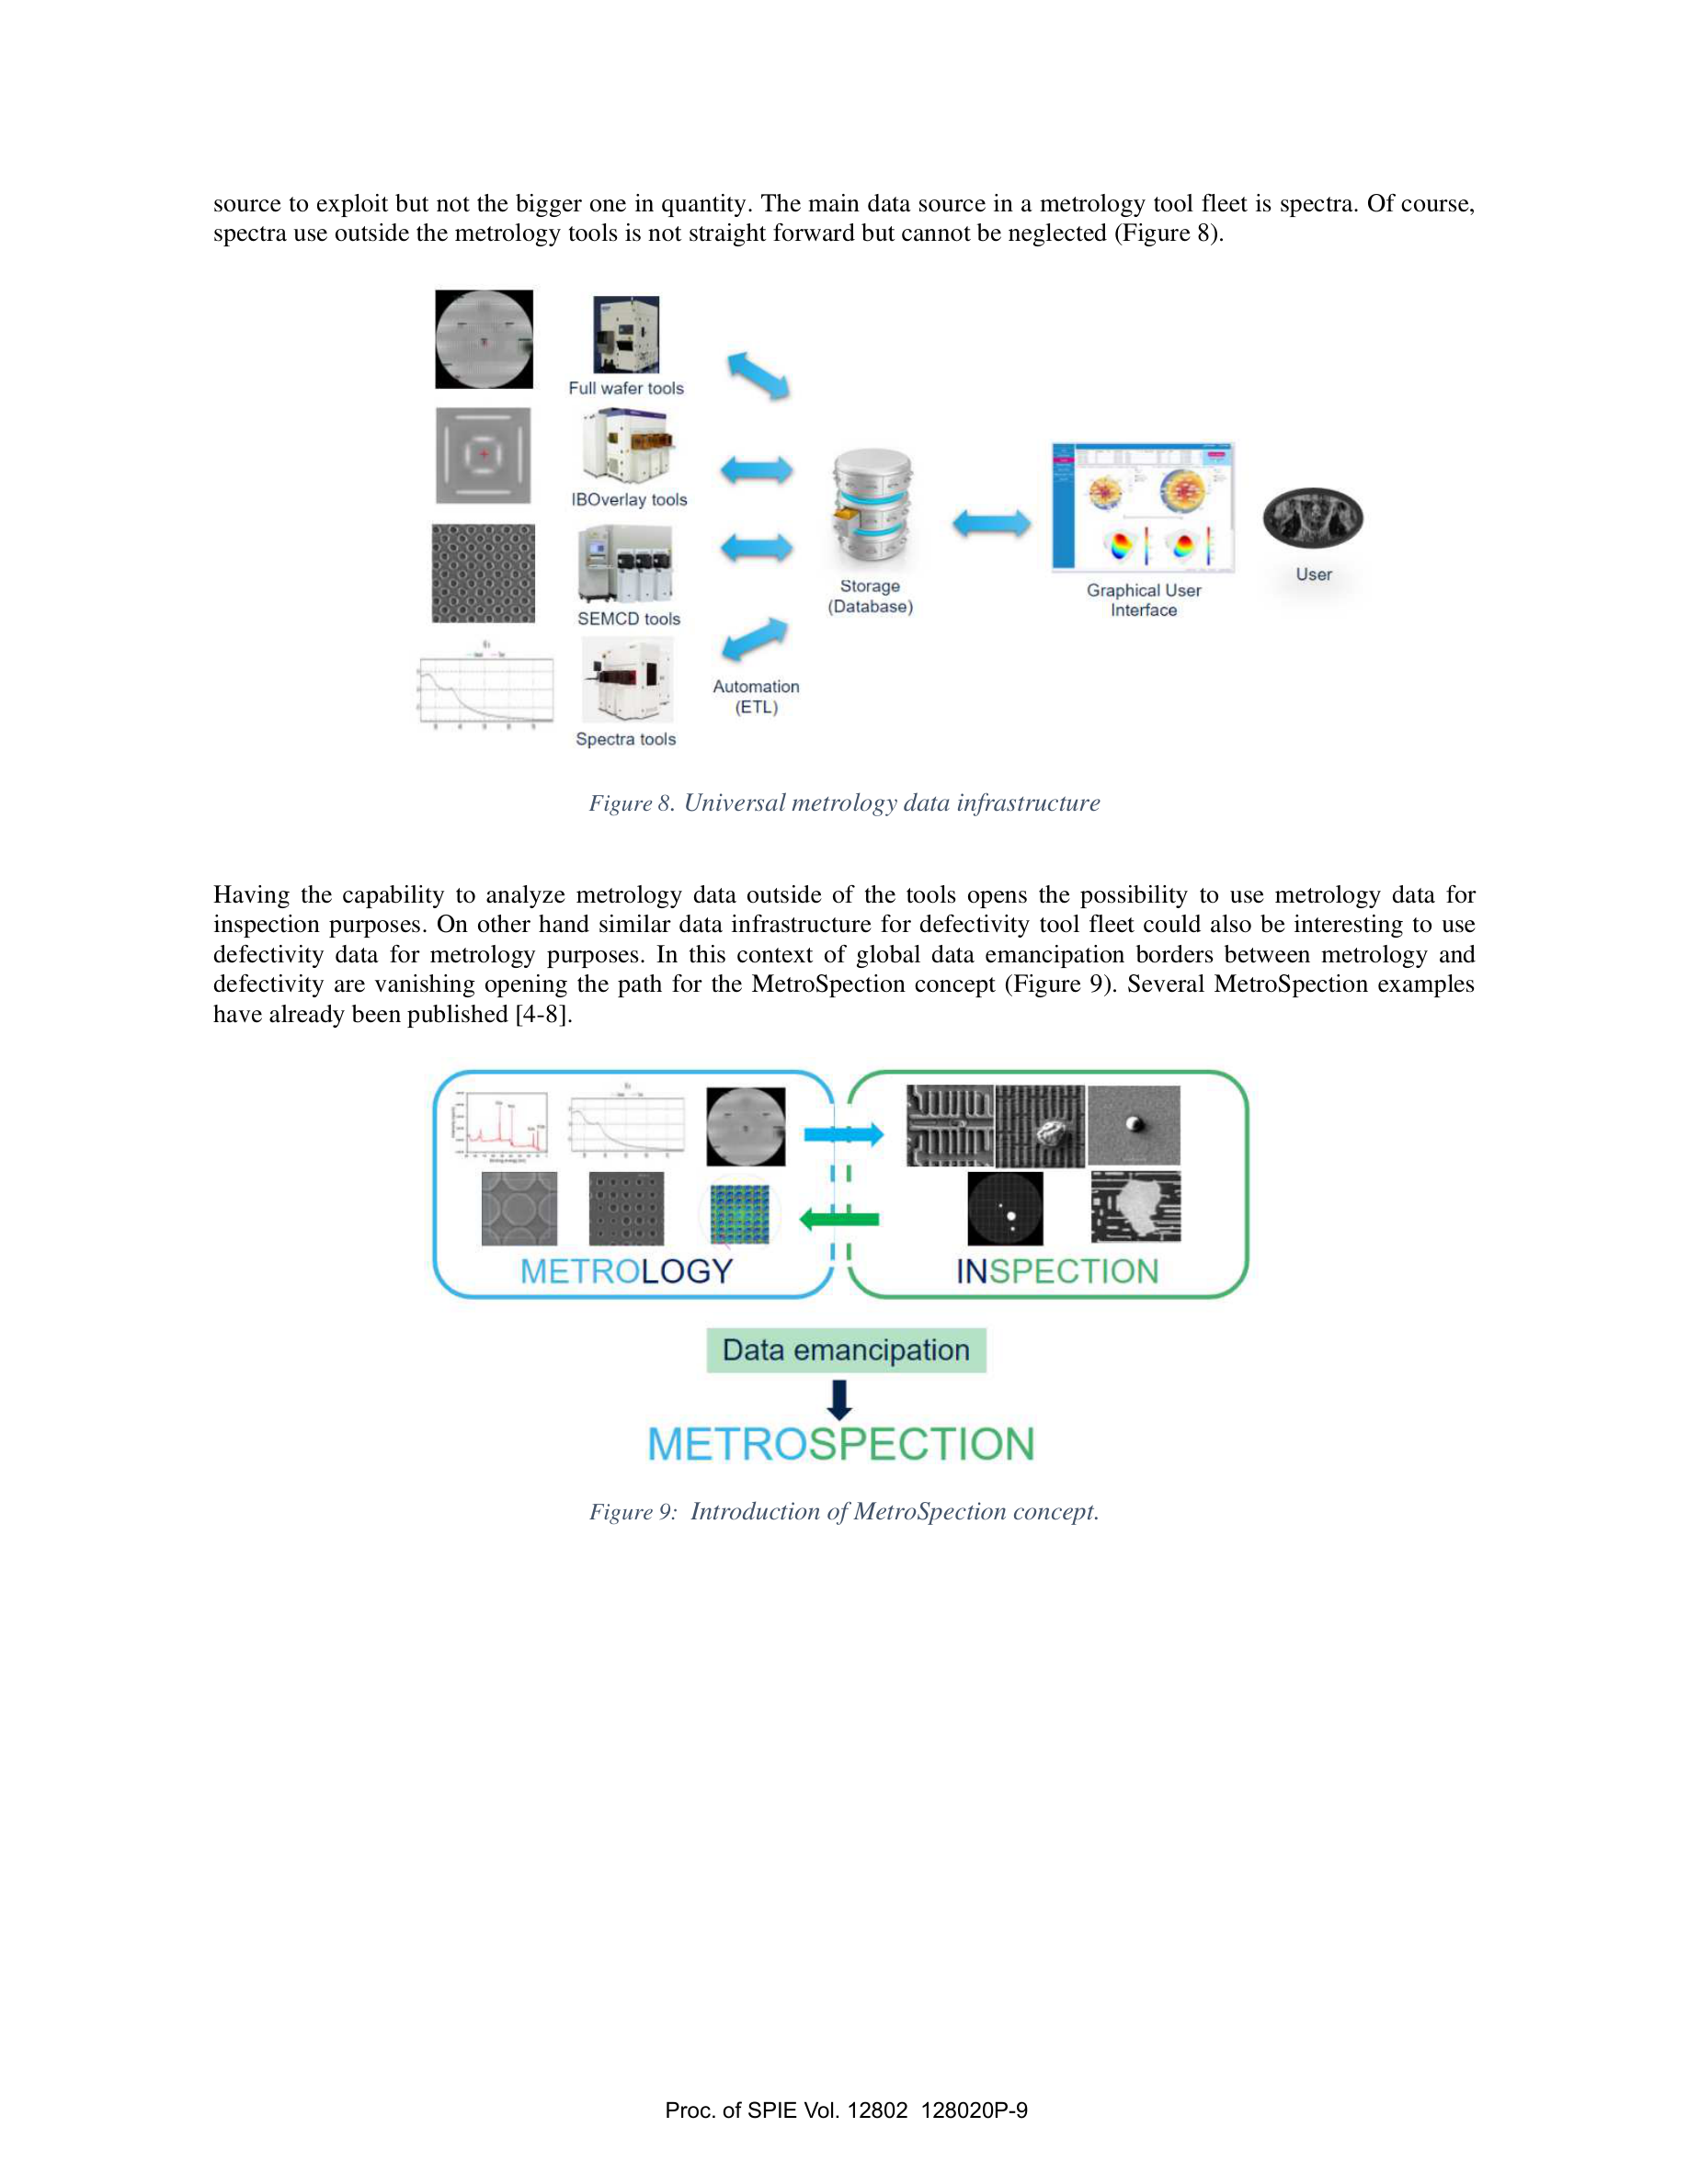 source to exploit but not the bigger one in quantity. The main data source in a metrology tool fleet is spectra. Of course,
spectra use outside the metrology tools is not straight forward but cannot be neglected (Figure 8).
Full wafer tools
IBOverlay tools
SEMCD tools
Spectra tools
Automation
(ETL)
Storage
(Database)
Graphical User
Interface
User
Figure 8. Universal metrology data infrastructure
Having the capability to analyze metrology data outside of the tools opens the possibility to use metrology data for
inspection purposes. On other hand similar data infrastructure for defectivity tool fleet could also be interesting to use
defectivity data for metrology purposes. In this context of global data emancipation borders between metrology and
defectivity are vanishing opening the path for the MetroSpection concept (Figure 9). Several MetroSpection examples
have already been published [4-8].
METROLOGY
INSPECTION
Data emancipation
METROSPECTION
Figure 9: Introduction of MetroSpection concept.
Proc. of SPIE Vol. 12802 128020P-9